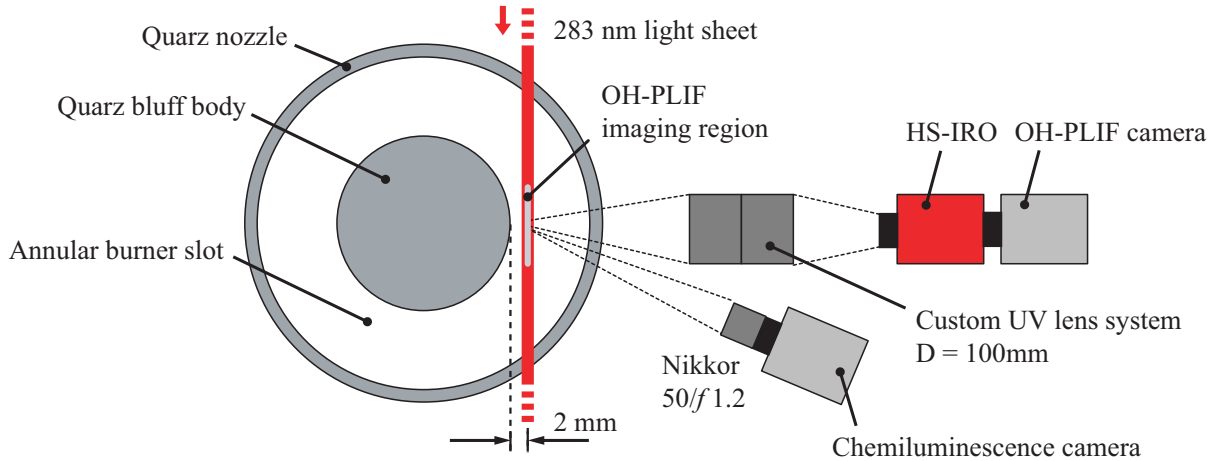 283 nm light sheet
Quarz nozzle
Quarz bluff body
OH-PLIF
imaging region
HS-IRO
OH-PLIF camera
Annular burner slot
Custom UV lens system
D = 100mm
Nikkor
50/f 1.2
2 mm
Chemiluminescence camera